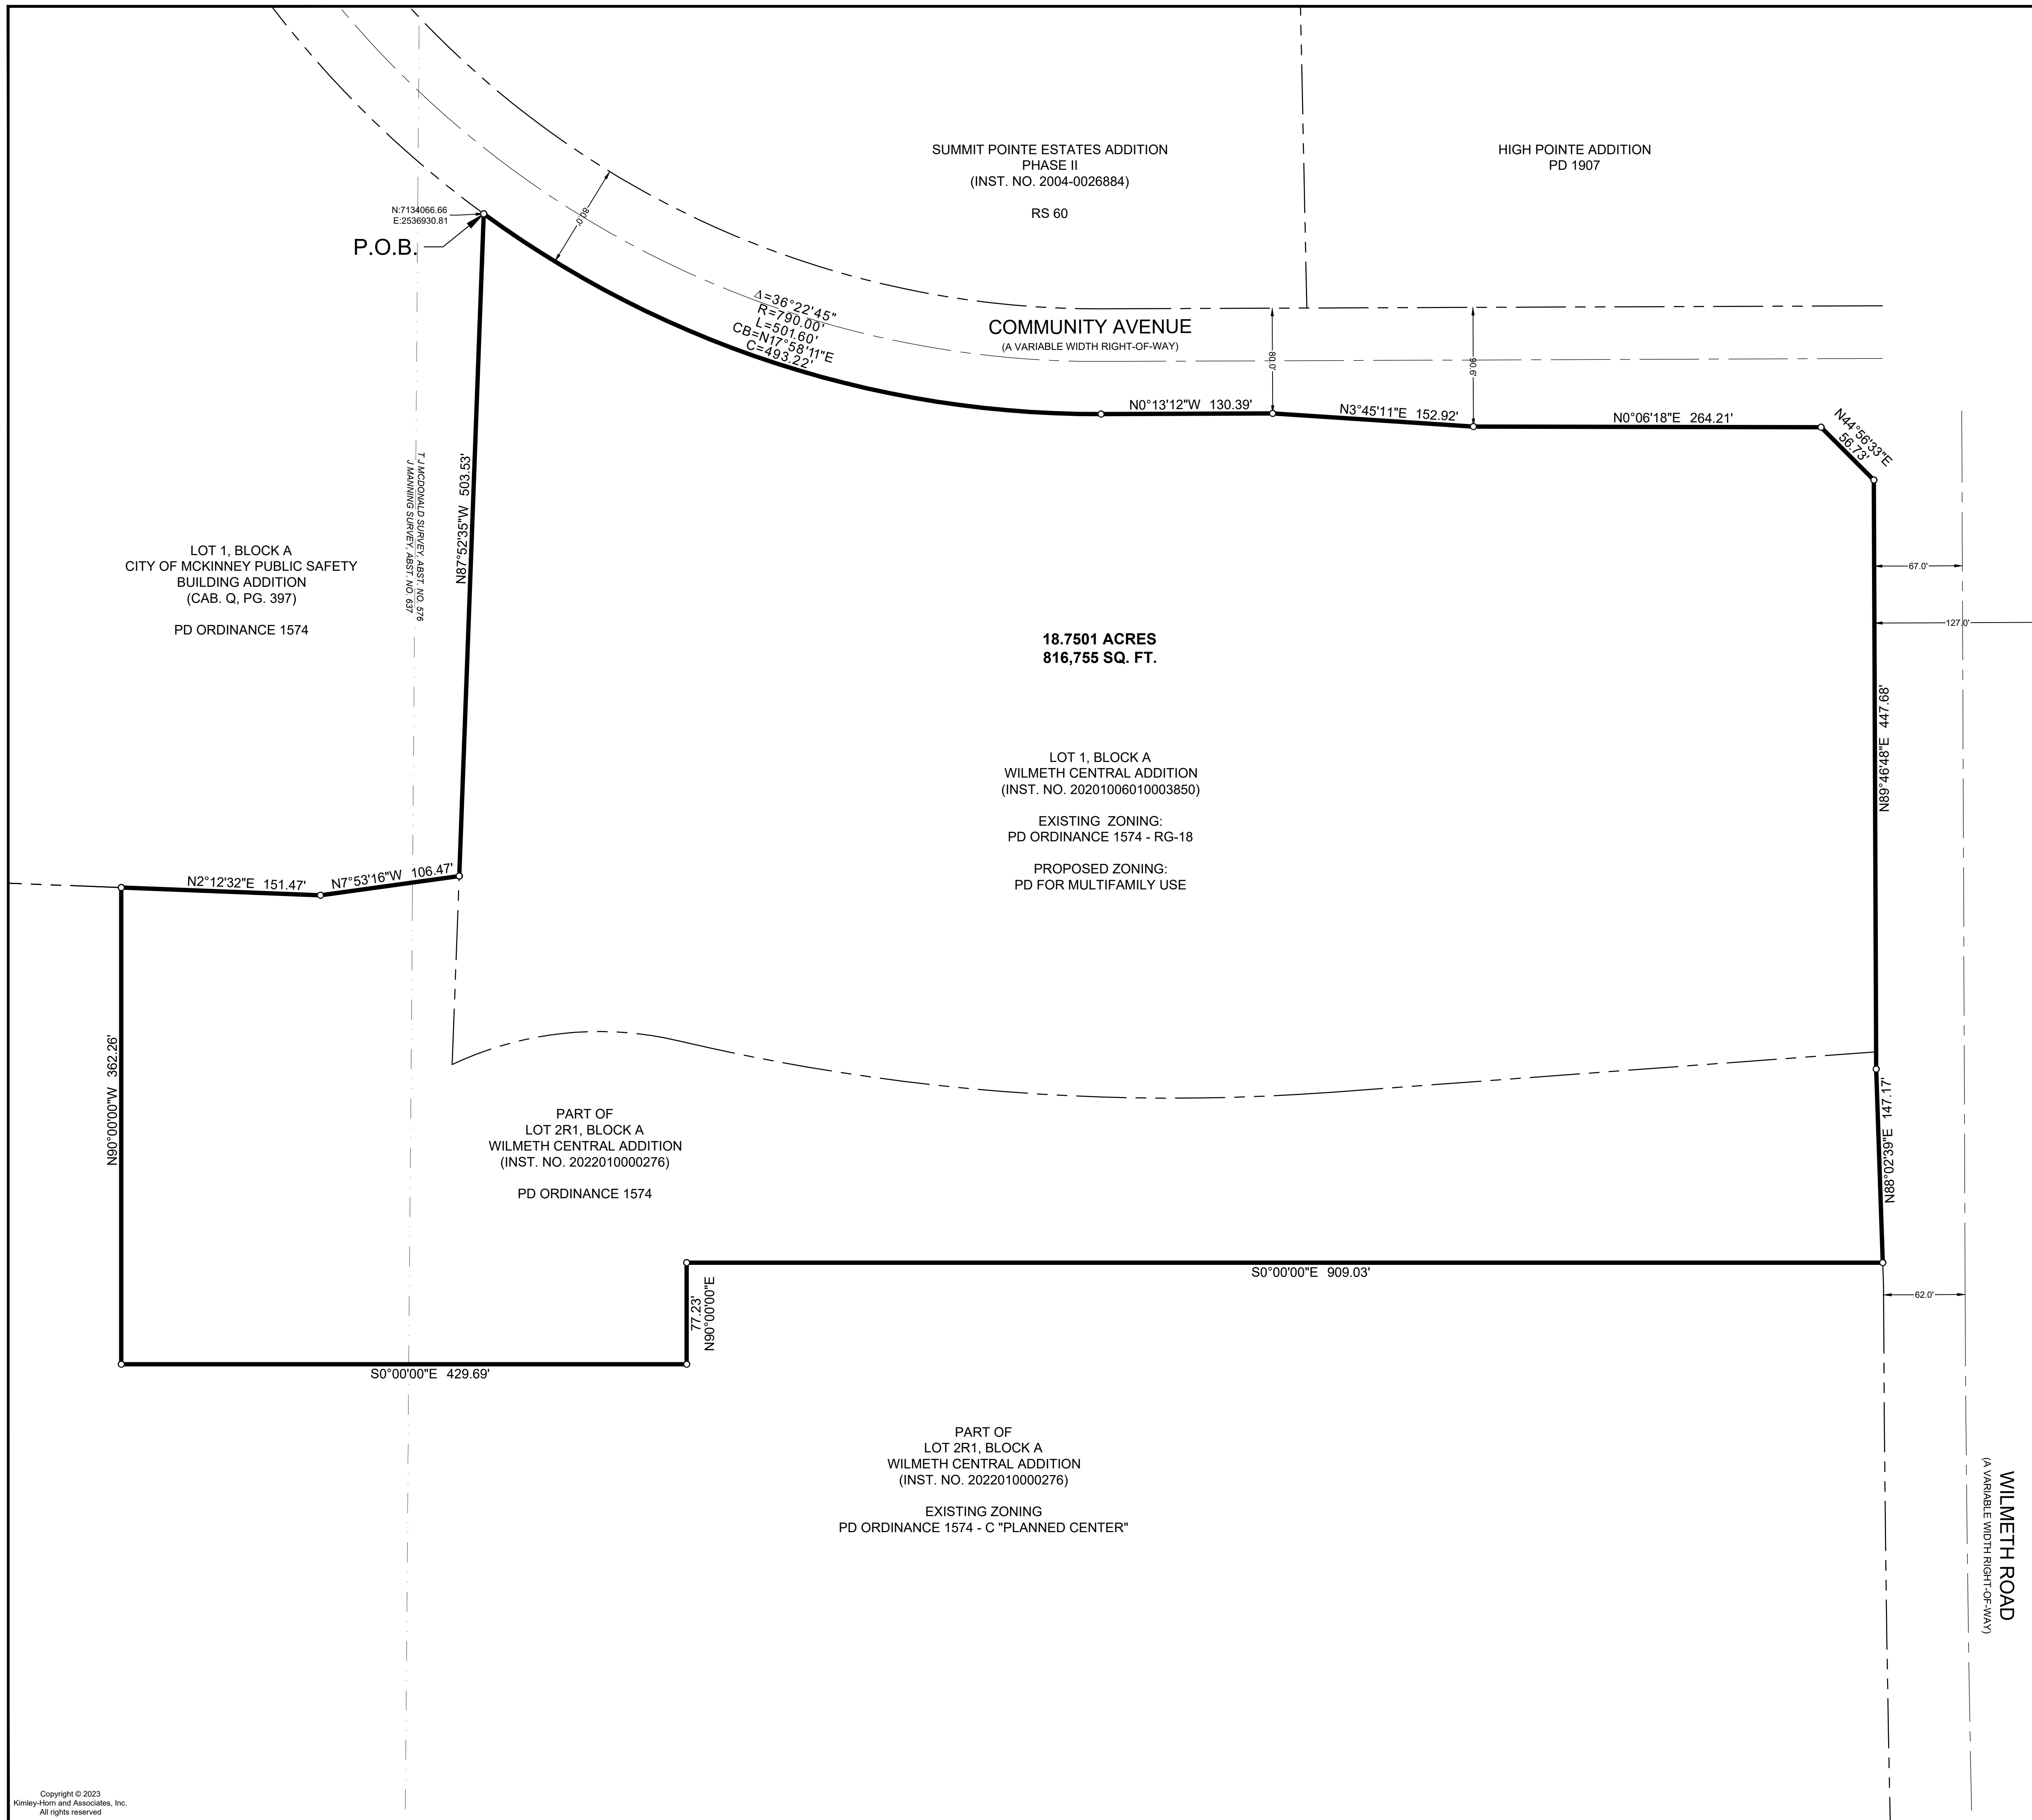 SUMMIT POINTE ESTATES ADDITION
PHASE II
(INST. NO. 2004-0026884)
RS 60
HIGH POINTE ADDITION
PD 1907
N:7134066.66
E:2536930.81
P.O.B.
80.0'
Δ=36°22'45"
R=790.00'
L=501.60'
CB=N17°58'11"E
C=493.22'
COMMUNITY AVENUE
(A VARIABLE WIDTH RIGHT-OF-WAY)
80.0'
90.6'
N0°13'12"W 130.39'
N3°45'11"E 152.92'
N0°06'18"E 264.21'
N44°56'33"E
56.73'
T.J MCDONALD SURVEY, ABST. NO. 576
J MANNING SURVEY, ABST. NO. 637
N87°52'35"W 503.53'
LOT 1, BLOCK A
CITY OF MCKINNEY PUBLIC SAFETY
BUILDING ADDITION
(CAB. Q, PG. 397)
PD ORDINANCE 1574
67.0'
127.0'
18.7501 ACRES
816,755 SQ. FT.
N89°46'48"E 447.68'
LOT 1, BLOCK A
WILMETH CENTRAL ADDITION
(INST. NO. 20201006010003850)
EXISTING ZONING:
PD ORDINANCE 1574 - RG-18
PROPOSED ZONING:
PD FOR MULTIFAMILY USE
N2°12'32"E 151.47'
N7°53'16"W 106.47'
N90°00'00"W 362.26'
PART OF
LOT 2R1, BLOCK A
WILMETH CENTRAL ADDITION
(INST. NO. 2022010000276)
PD ORDINANCE 1574
N88°02'39"E 147.17'
S0°00'00"E 909.03'
77.23'
N90°00'00"E
62.0'
S0°00'00"E 429.69'
PART OF
LOT 2R1, BLOCK A
WILMETH CENTRAL ADDITION
(INST. NO. 2022010000276)
EXISTING ZONING
PD ORDINANCE 1574 - C "PLANNED CENTER"
WILMETH ROAD
(A VARIABLE WIDTH RIGHT-OF-WAY)
Copyright © 2023
Kimley-Horn and Associates, Inc.
All rights reserved